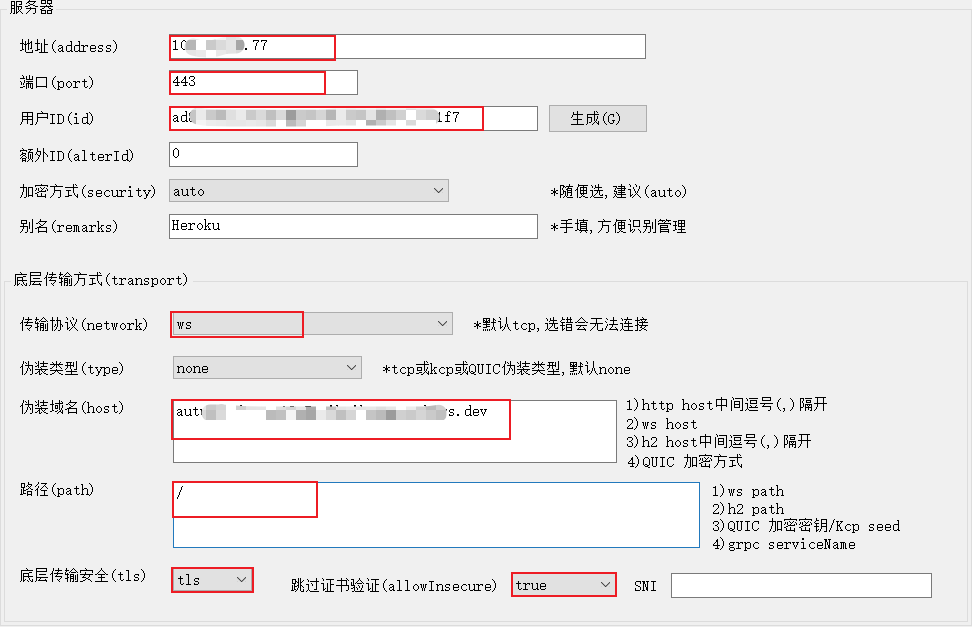 服务器
地址(address)
10 .77
端口(port)
443
用户ID(id)
ad8 1f7
生成(G)
额外ID(alterId)
0
加密方式(security)
auto
*随便选,建议(auto)
别名(remarks)
Heroku
*手填,方便识别管理
底层传输方式(transport)
传输协议(network)
ws
*默认tcp,选错会无法连接
伪装类型(type)
none
*tcp或kcp或QUIC伪装类型,默认none
伪装域名(host)
s.dev
1)http host中间逗号(,)隔开
2)ws host
3)h2 host中间逗号(,)隔开
4)QUIC 加密方式
路径(path)
/
1)ws path
2)h2 path
3)QUIC 加密密钥/Kcp seed
4)grpc serviceName
底层传输安全(tls)
tls
跳过证书验证(allowInsecure)
true
SNI